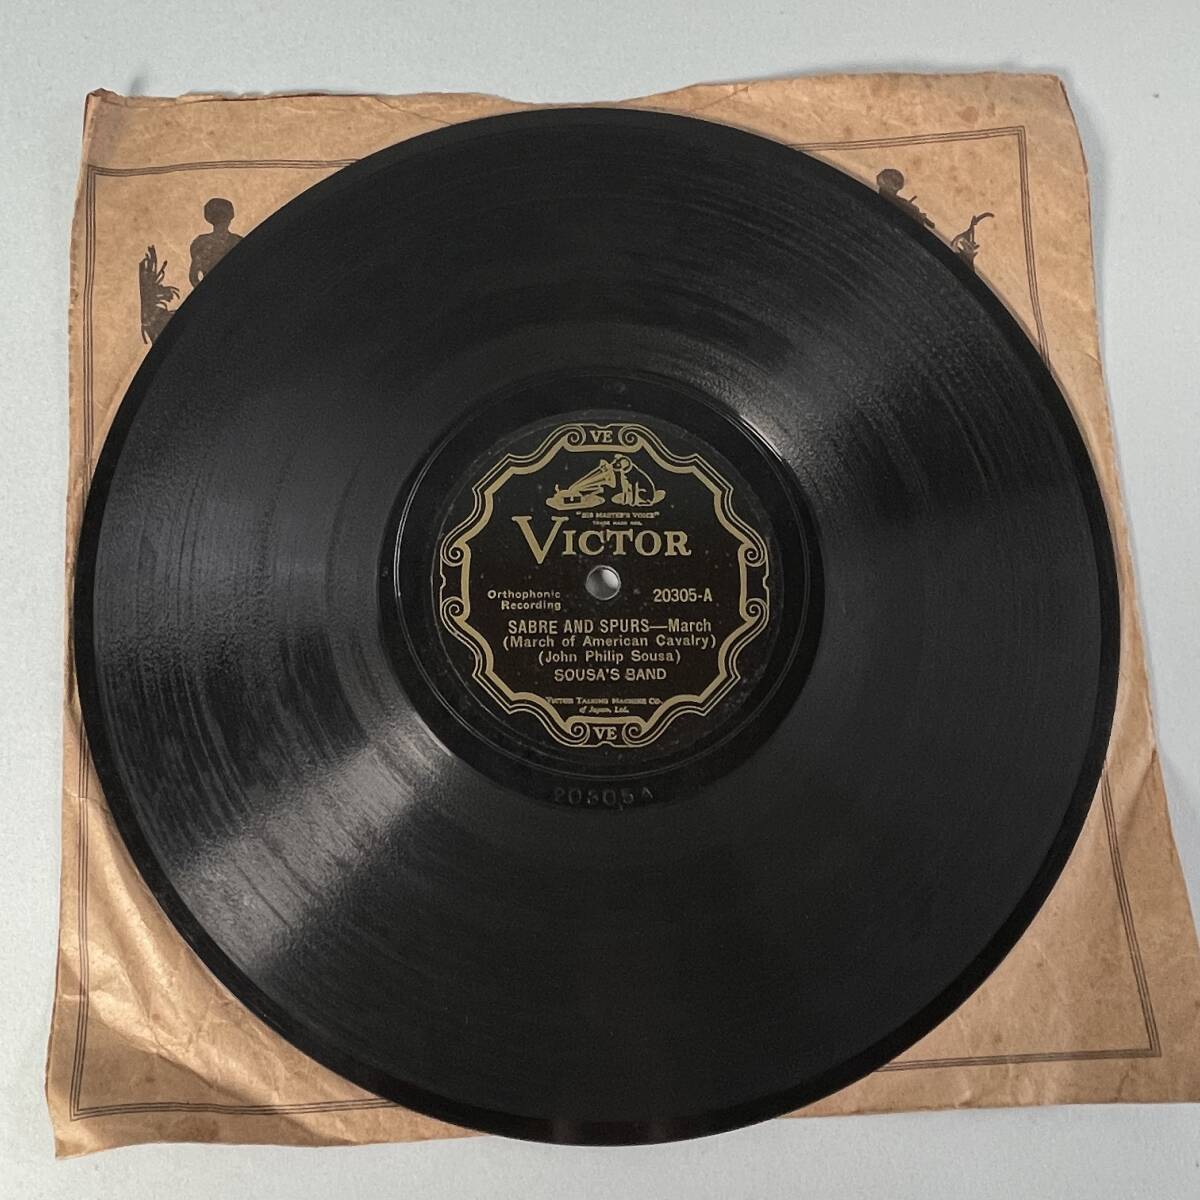 VE
"HIS MASTER'S VOICE"
TRADE MARK REG.
VICTOR
Orthophonic
Recording
20305-A
SABRE AND SPURS—March
(March of American Cavalry)
(John Philip Sousa)
SOUSA'S BAND
VICTOR TALKING MACHINE CO.
of Japan, Ltd.
VE
20305A